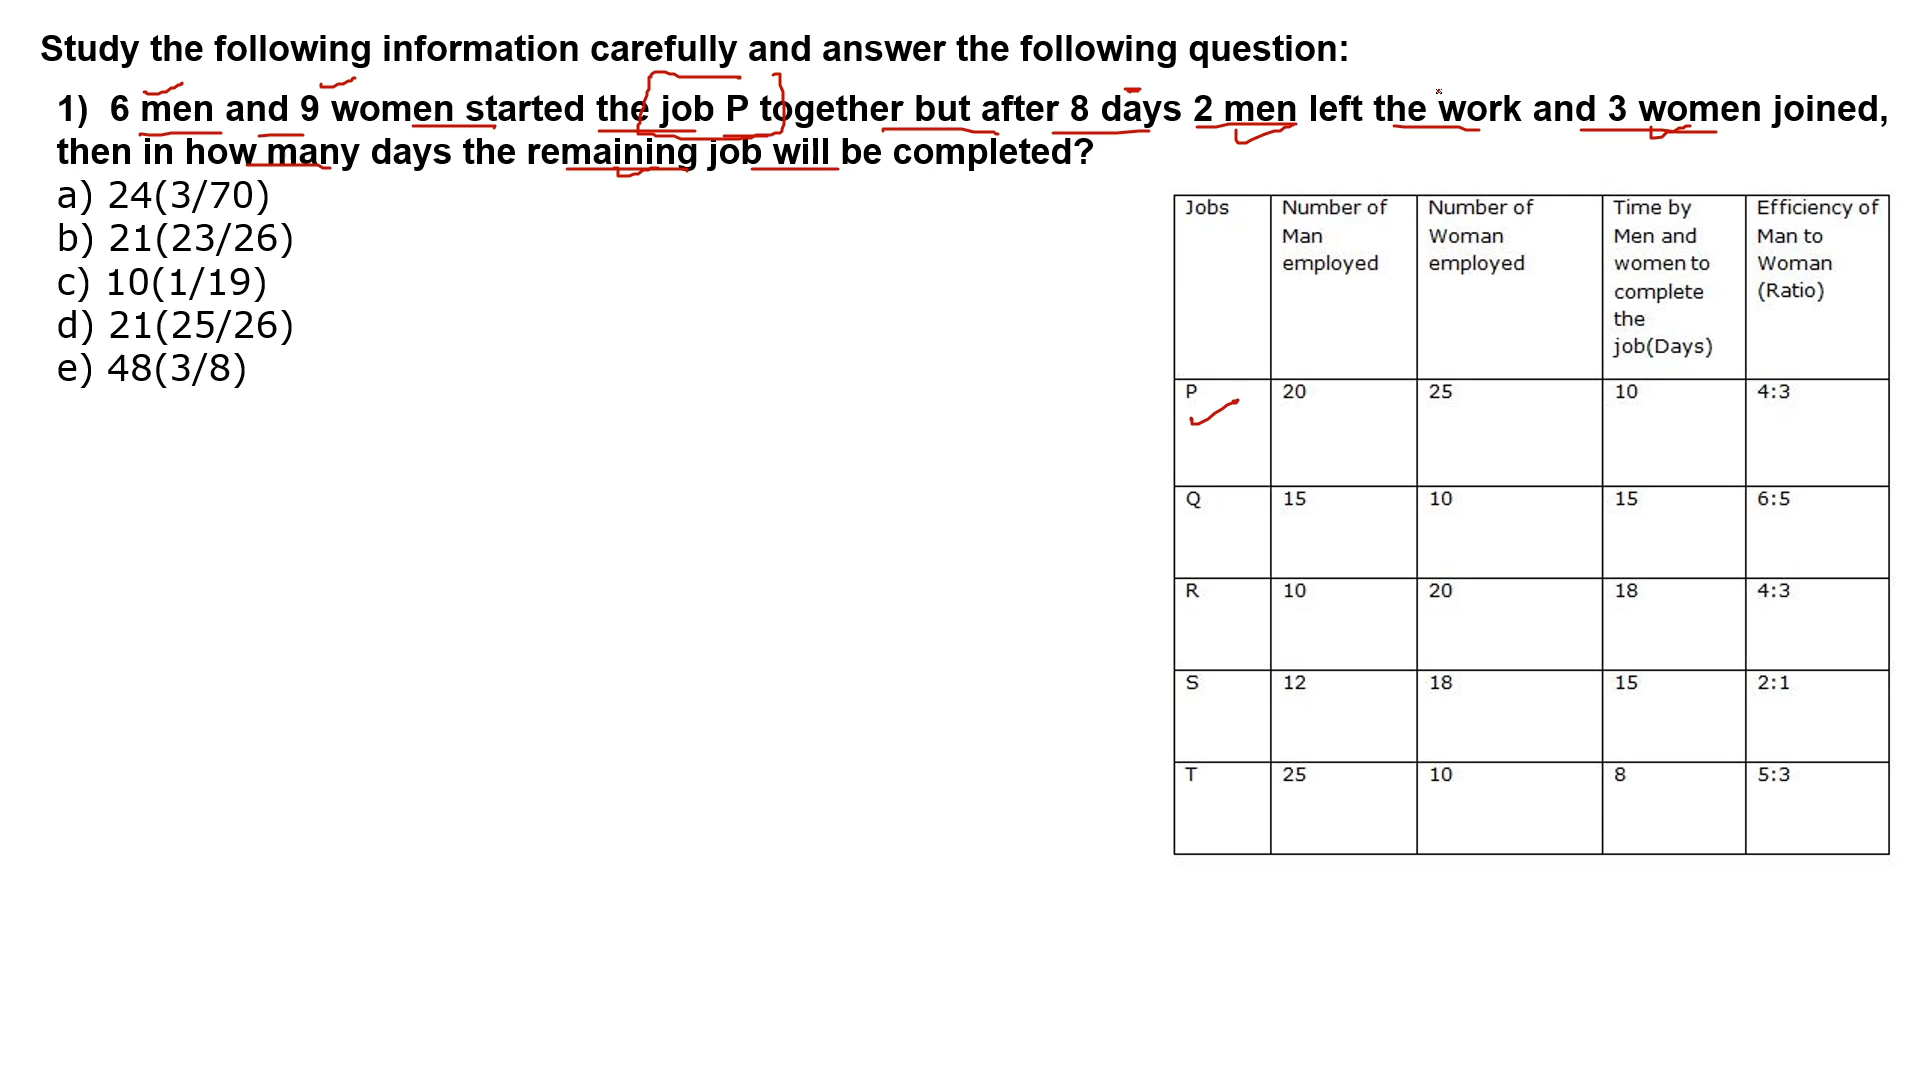 Study the following information carefully and answer the following question:
1) 6 men and 9 women started the job P together but after 8 days 2 men left the work and 3 women joined,
then in how many days the remaining job will be completed?
a) 24(3/70)
b) 21(23/26)
c) 10(1/19)
d) 21(25/26)
e) 48(3/8)
Jobs
Number of
Man
employed
Number of
Woman
employed
Time by
Men and
women to
complete
the
job(Days)
Efficiency of
Man to
Woman
(Ratio)
P 20 25 10 4:3
Q 15 10 15 6:5
R 10 20 18 4:3
S 12 18 15 2:1
T 25 10 8 5:3